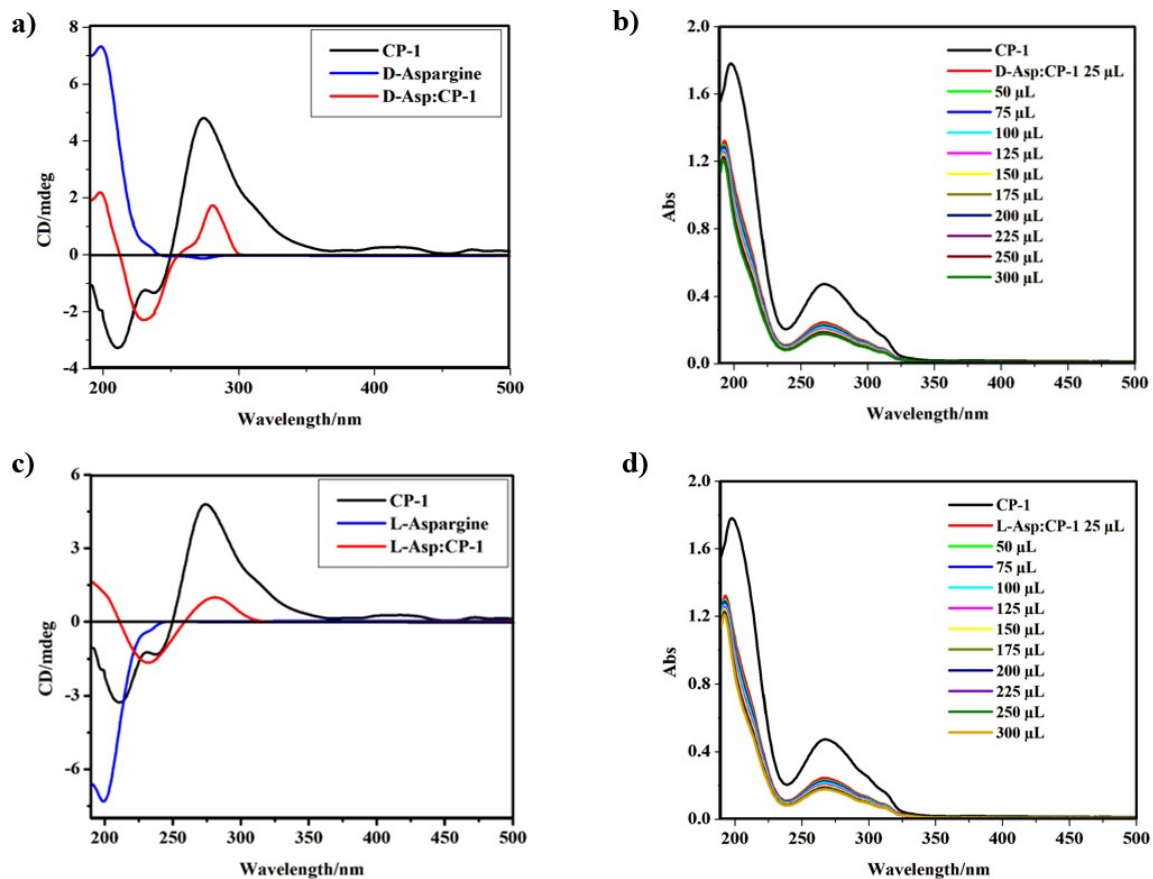 a)
8
6
4
2
0
-2
-4
CD/mdeg
CP-1
D-Aspargine
D-Asp:CP-1
200 250 300 350 400 450 500
Wavelength/nm
b)
2.0
1.6
1.2
0.8
0.4
0.0
Abs
CP-1
D-Asp:CP-1 25 µL
50 µL
75 µL
100 µL
125 µL
150 µL
175 µL
200 µL
225 µL
250 µL
300 µL
200 250 300 350 400 450 500
Wavelength/nm
c)
6
3
0
-3
-6
CD/mdeg
CP-1
L-Aspargine
L-Asp:CP-1
200 250 300 350 400 450 500
Wavelength/nm
d)
2.0
1.6
1.2
0.8
0.4
0.0
Abs
CP-1
L-Asp:CP-1 25 µL
50 µL
75 µL
100 µL
125 µL
150 µL
175 µL
200 µL
225 µL
250 µL
300 µL
200 250 300 350 400 450 500
Wavelength/nm